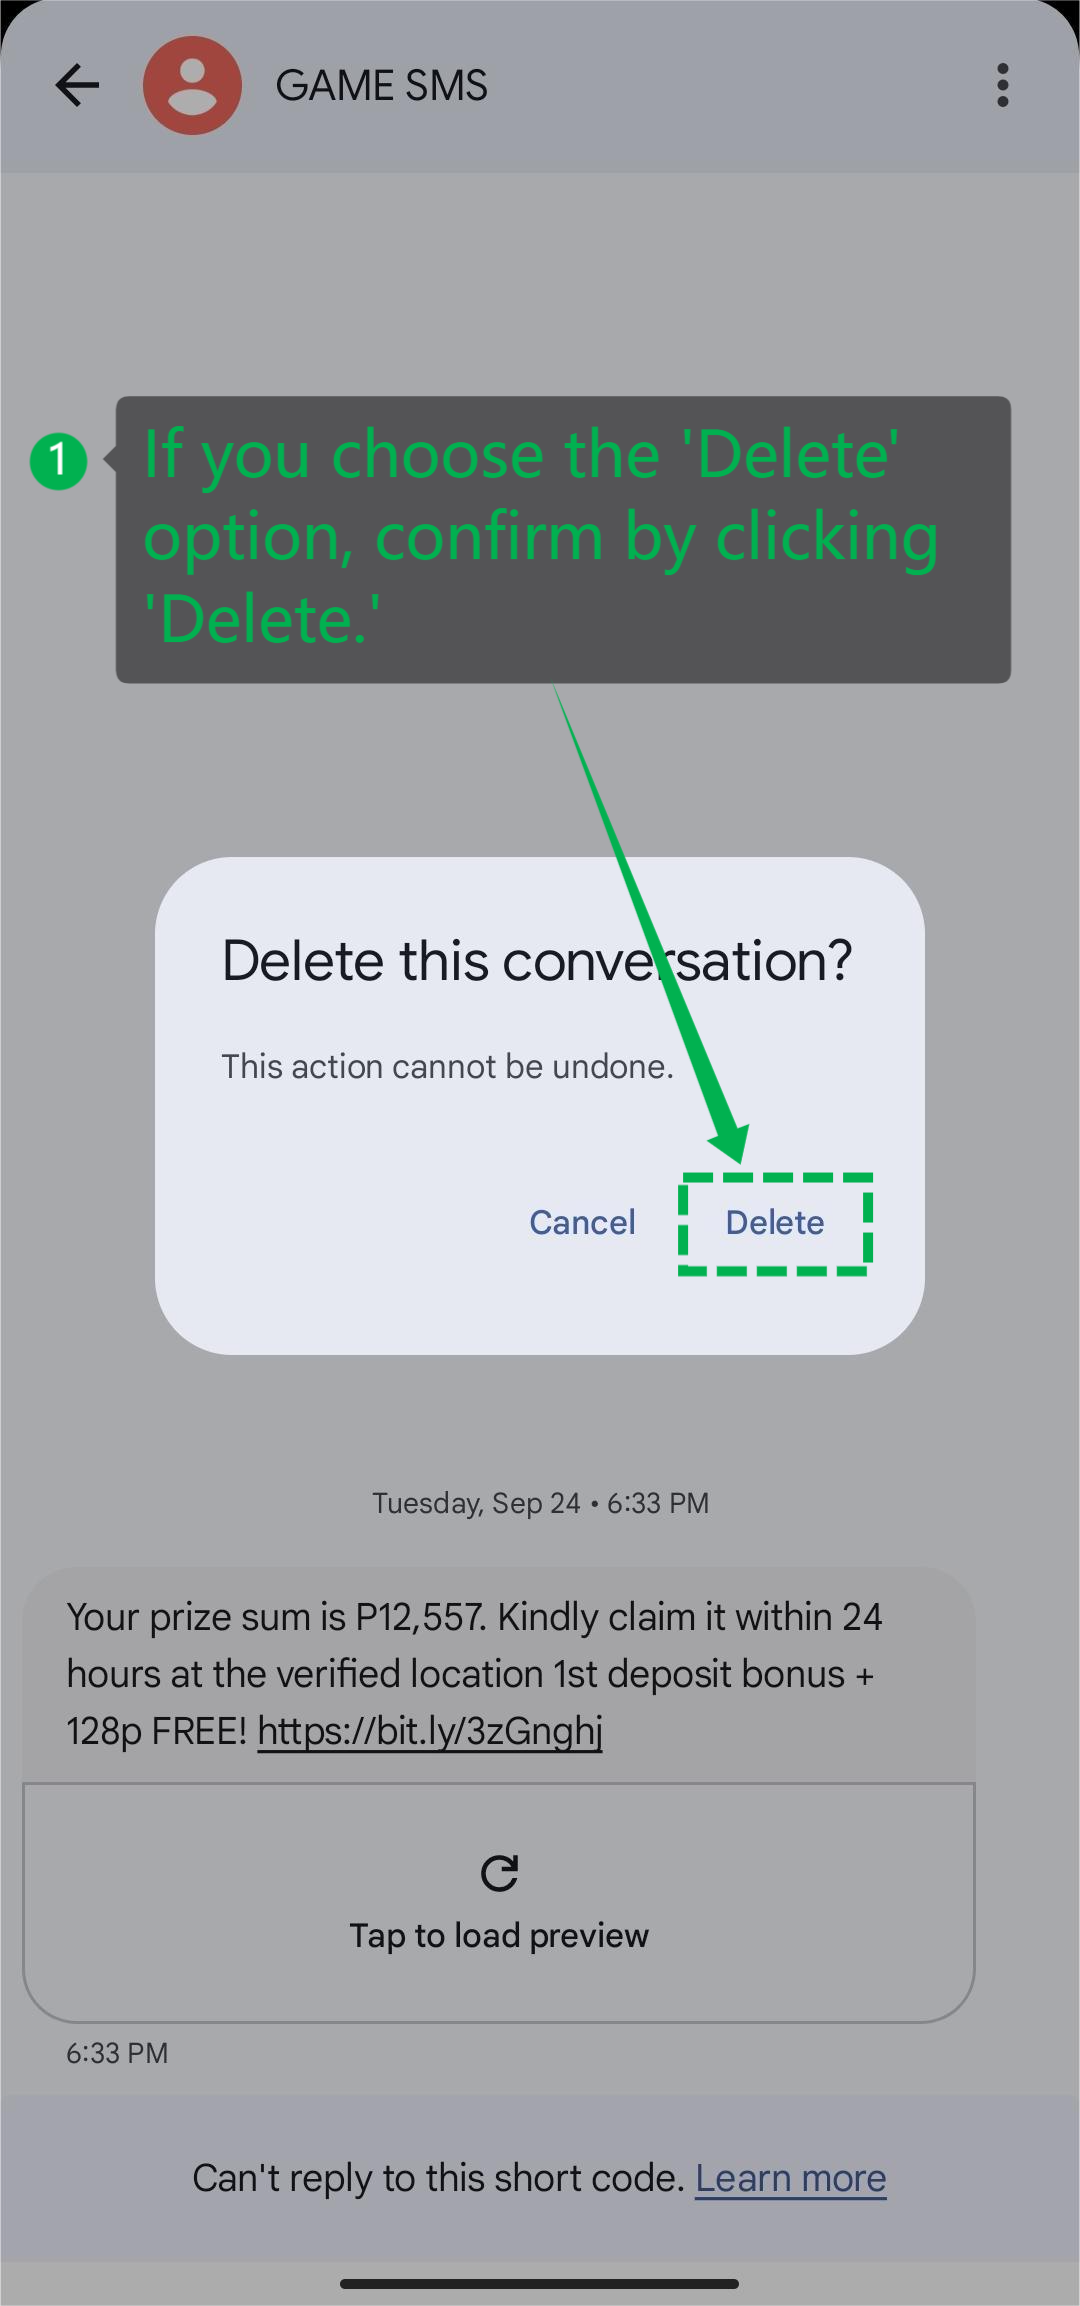 GAME SMS
1
If you choose the 'Delete'
option, confirm by clicking
'Delete.'
Delete this conversation?
This action cannot be undone.
Cancel
Delete
Tuesday, Sep 24 • 6:33 PM
Your prize sum is P12,557. Kindly claim it within 24
hours at the verified location 1st deposit bonus +
128p FREE! https://bit.ly/3zGnghj
Tap to load preview
6:33 PM
Can't reply to this short code. Learn more